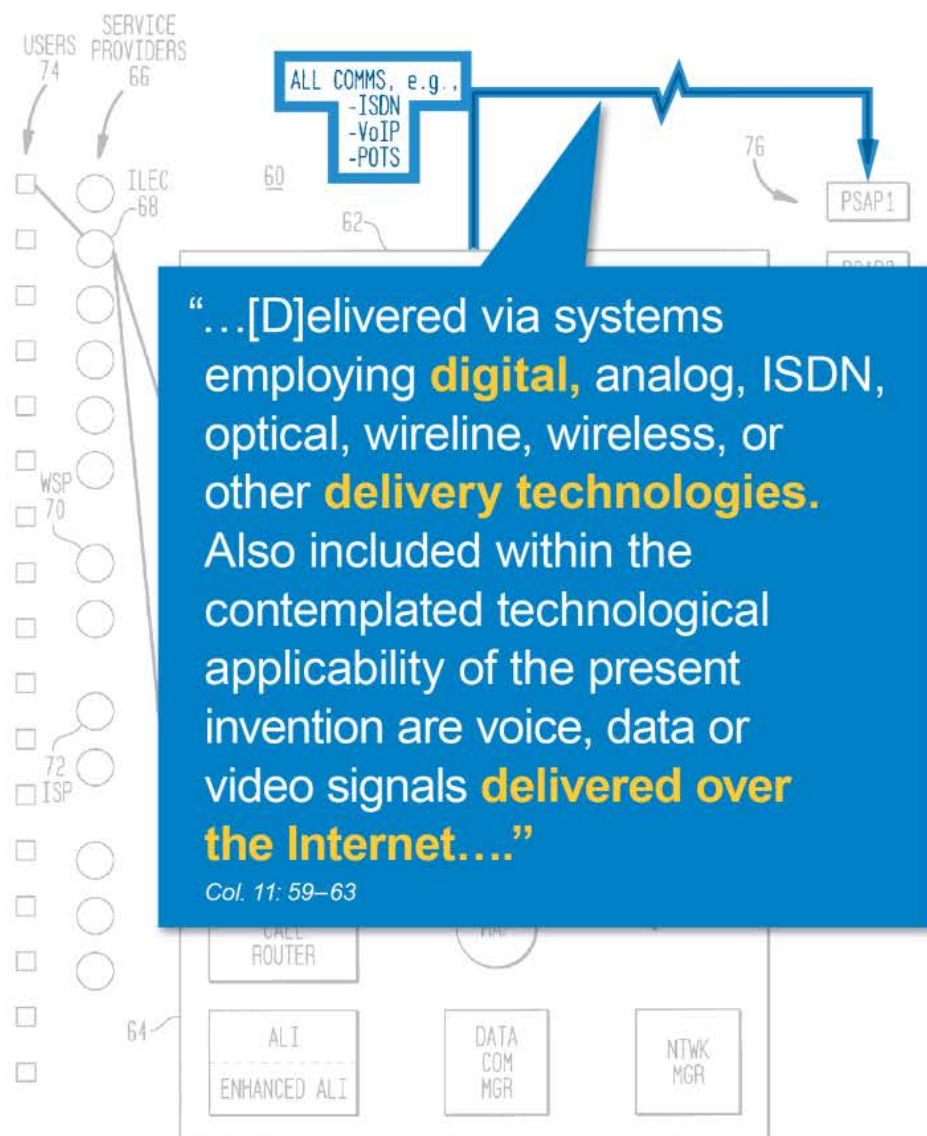 USERS
74
SERVICE
PROVIDERS
66
ALL COMMS, e.g.,
-ISDN
-VoIP
-POTS
76
PSAP1
ILEC
68
60
62
“…[D]elivered via systems
employing digital, analog, ISDN,
optical, wireline, wireless, or
other delivery technologies.
Also included within the
contemplated technological
applicability of the present
invention are voice, data or
video signals delivered over
the Internet….”
Col. 11: 59–63
WSP
70
72
ISP
CALL
ROUTER
64
ALI
ENHANCED ALI
DATA
COM
MGR
NTWK
MGR